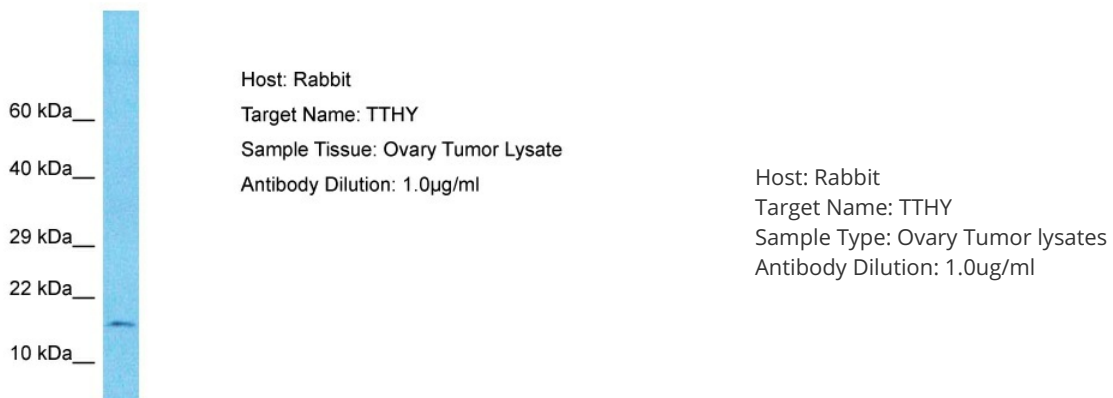 60 kDa__
40 kDa__
29 kDa__
22 kDa__
10 kDa__
Host: Rabbit
Target Name: TTHY
Sample Tissue: Ovary Tumor Lysate
Antibody Dilution: 1.0µg/ml
Host: Rabbit
Target Name: TTHY
Sample Type: Ovary Tumor lysates
Antibody Dilution: 1.0ug/ml